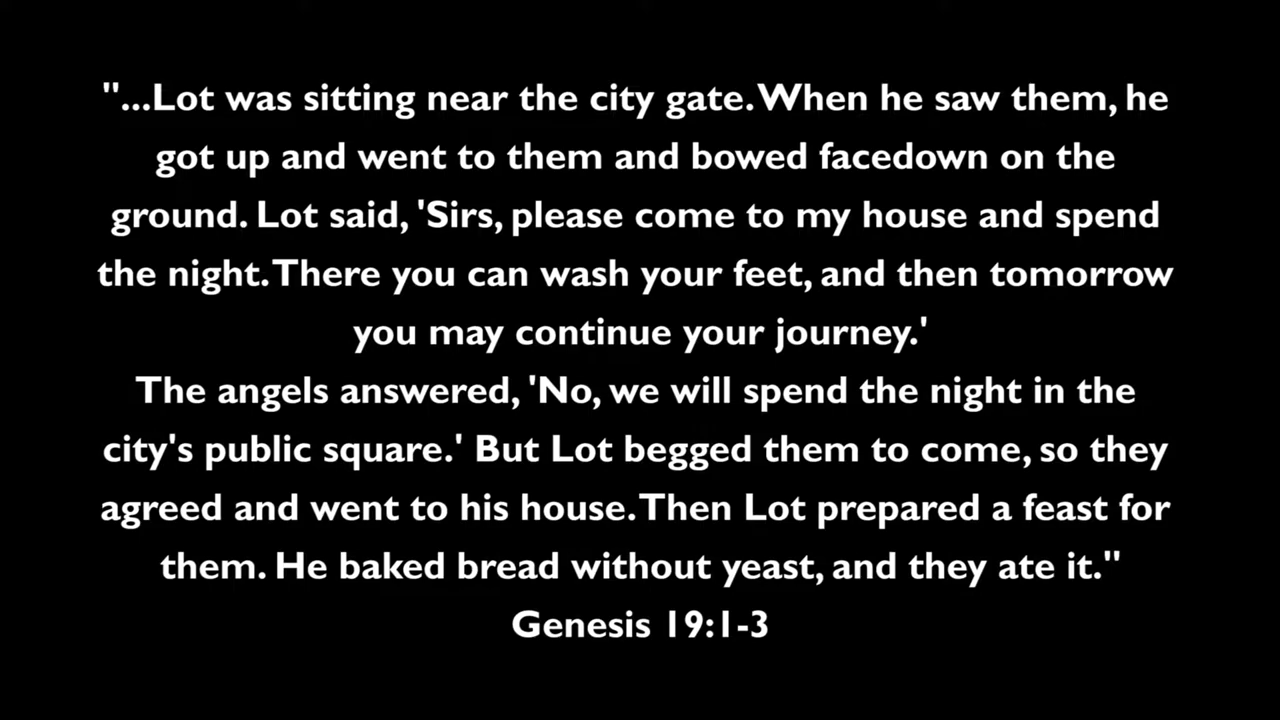 "...Lot was sitting near the city gate. When he saw them, he
got up and went to them and bowed facedown on the
ground. Lot said, 'Sirs, please come to my house and spend
the night. There you can wash your feet, and then tomorrow
you may continue your journey.'
The angels answered, 'No, we will spend the night in the
city's public square.' But Lot begged them to come, so they
agreed and went to his house. Then Lot prepared a feast for
them. He baked bread without yeast, and they ate it."
Genesis 19:1-3